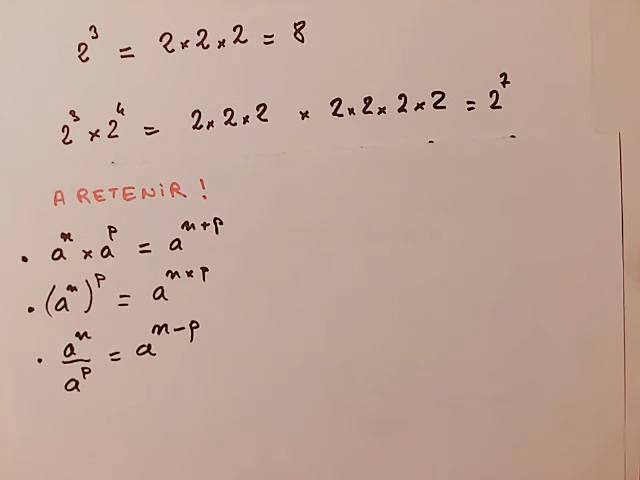 2³ = 2 × 2 × 2 = 8
2³ × 2⁴ = 2 × 2 × 2 × 2 × 2 × 2 × 2 = 2⁷
A RETENIR !
• aⁿ × aᵖ = aⁿ⁺ᵖ
• (aⁿ)ᵖ = aⁿ ˣ ᵖ
• aⁿ/aᵖ = aⁿ⁻ᵖ